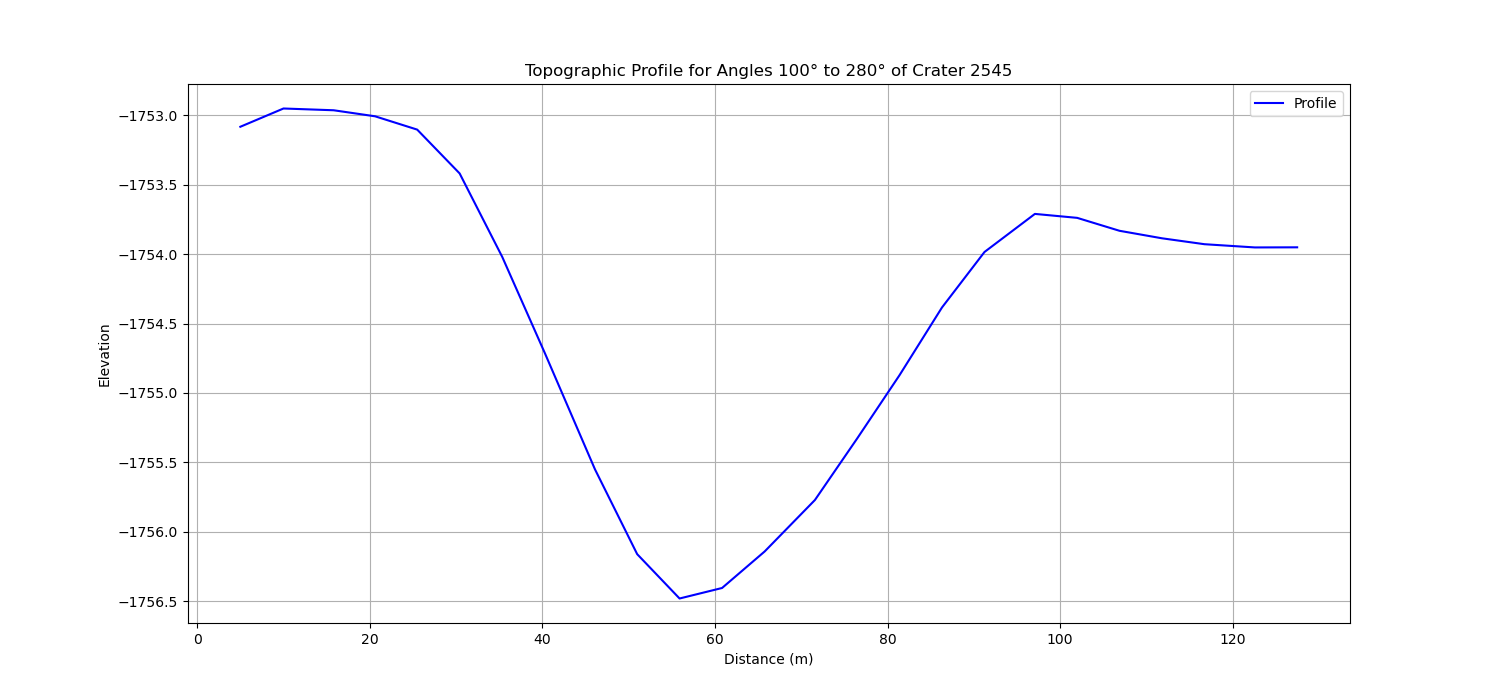 Topographic Profile for Angles 100° to 280° of Crater 2545
Profile
−1753.0
−1753.5
−1754.0
−1754.5
−1755.0
−1755.5
−1756.0
−1756.5
Elevation
0 20 40 60 80 100 120
Distance (m)